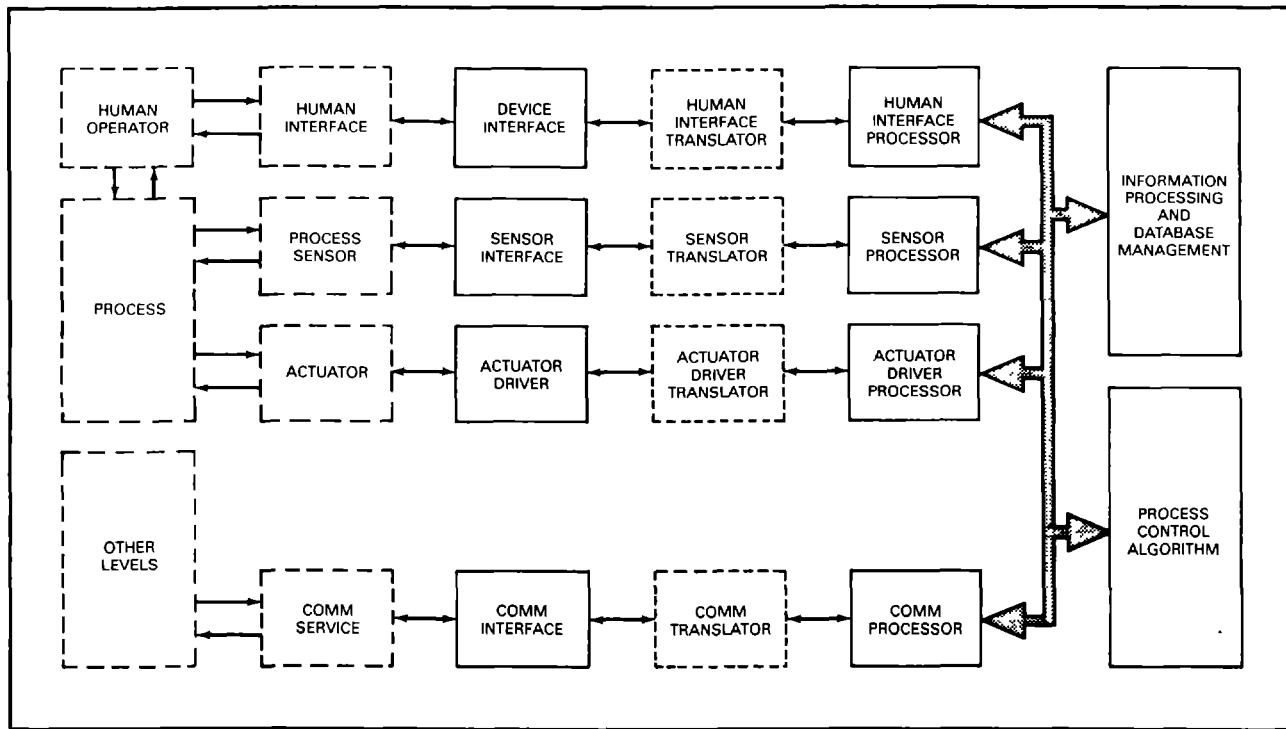 HUMAN
OPERATOR
HUMAN
INTERFACE
DEVICE
INTERFACE
HUMAN
INTERFACE
TRANSLATOR
HUMAN
INTERFACE
PROCESSOR
INFORMATION
PROCESSING
AND
DATABASE
MANAGEMENT
PROCESS
PROCESS
SENSOR
SENSOR
INTERFACE
SENSOR
TRANSLATOR
SENSOR
PROCESSOR
ACTUATOR
ACTUATOR
DRIVER
ACTUATOR
DRIVER
TRANSLATOR
ACTUATOR
DRIVER
PROCESSOR
OTHER
LEVELS
COMM
SERVICE
COMM
INTERFACE
COMM
TRANSLATOR
COMM
PROCESSOR
PROCESS
CONTROL
ALGORITHM